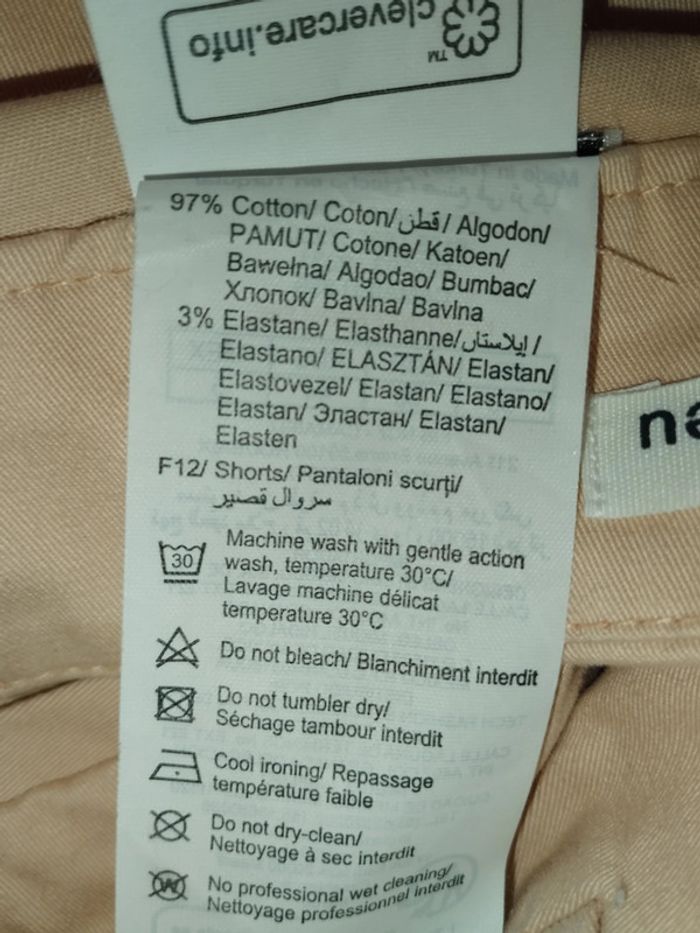 clevercare.info
TM
97% Cotton/ Coton/قطن/ Algodon/
PAMUT/ Cotone/ Katoen/
Bawełna/ Algodao/ Bumbac/
Хлопок/ Bavlna/ Bavlna
3% Elastane/ Elasthanne/إيلاستان/
Elastano/ ELASZTÁN/ Elastan/
Elastovezel/ Elastan/ Elastano/
Elastan/ Эластан/ Elastan/
Elasten
F12/ Shorts/ Pantaloni scurți/
سروال قصير
30
Machine wash with gentle action
wash, temperature 30°C/
Lavage machine délicat
temperature 30°C
Do not bleach/ Blanchiment interdit
Do not tumbler dry/
Séchage tambour interdit
Cool ironing/ Repassage
température faible
Do not dry-clean/
Nettoyage à sec interdit
W
No professional wet cleaning/
Nettoyage professionnel interdit